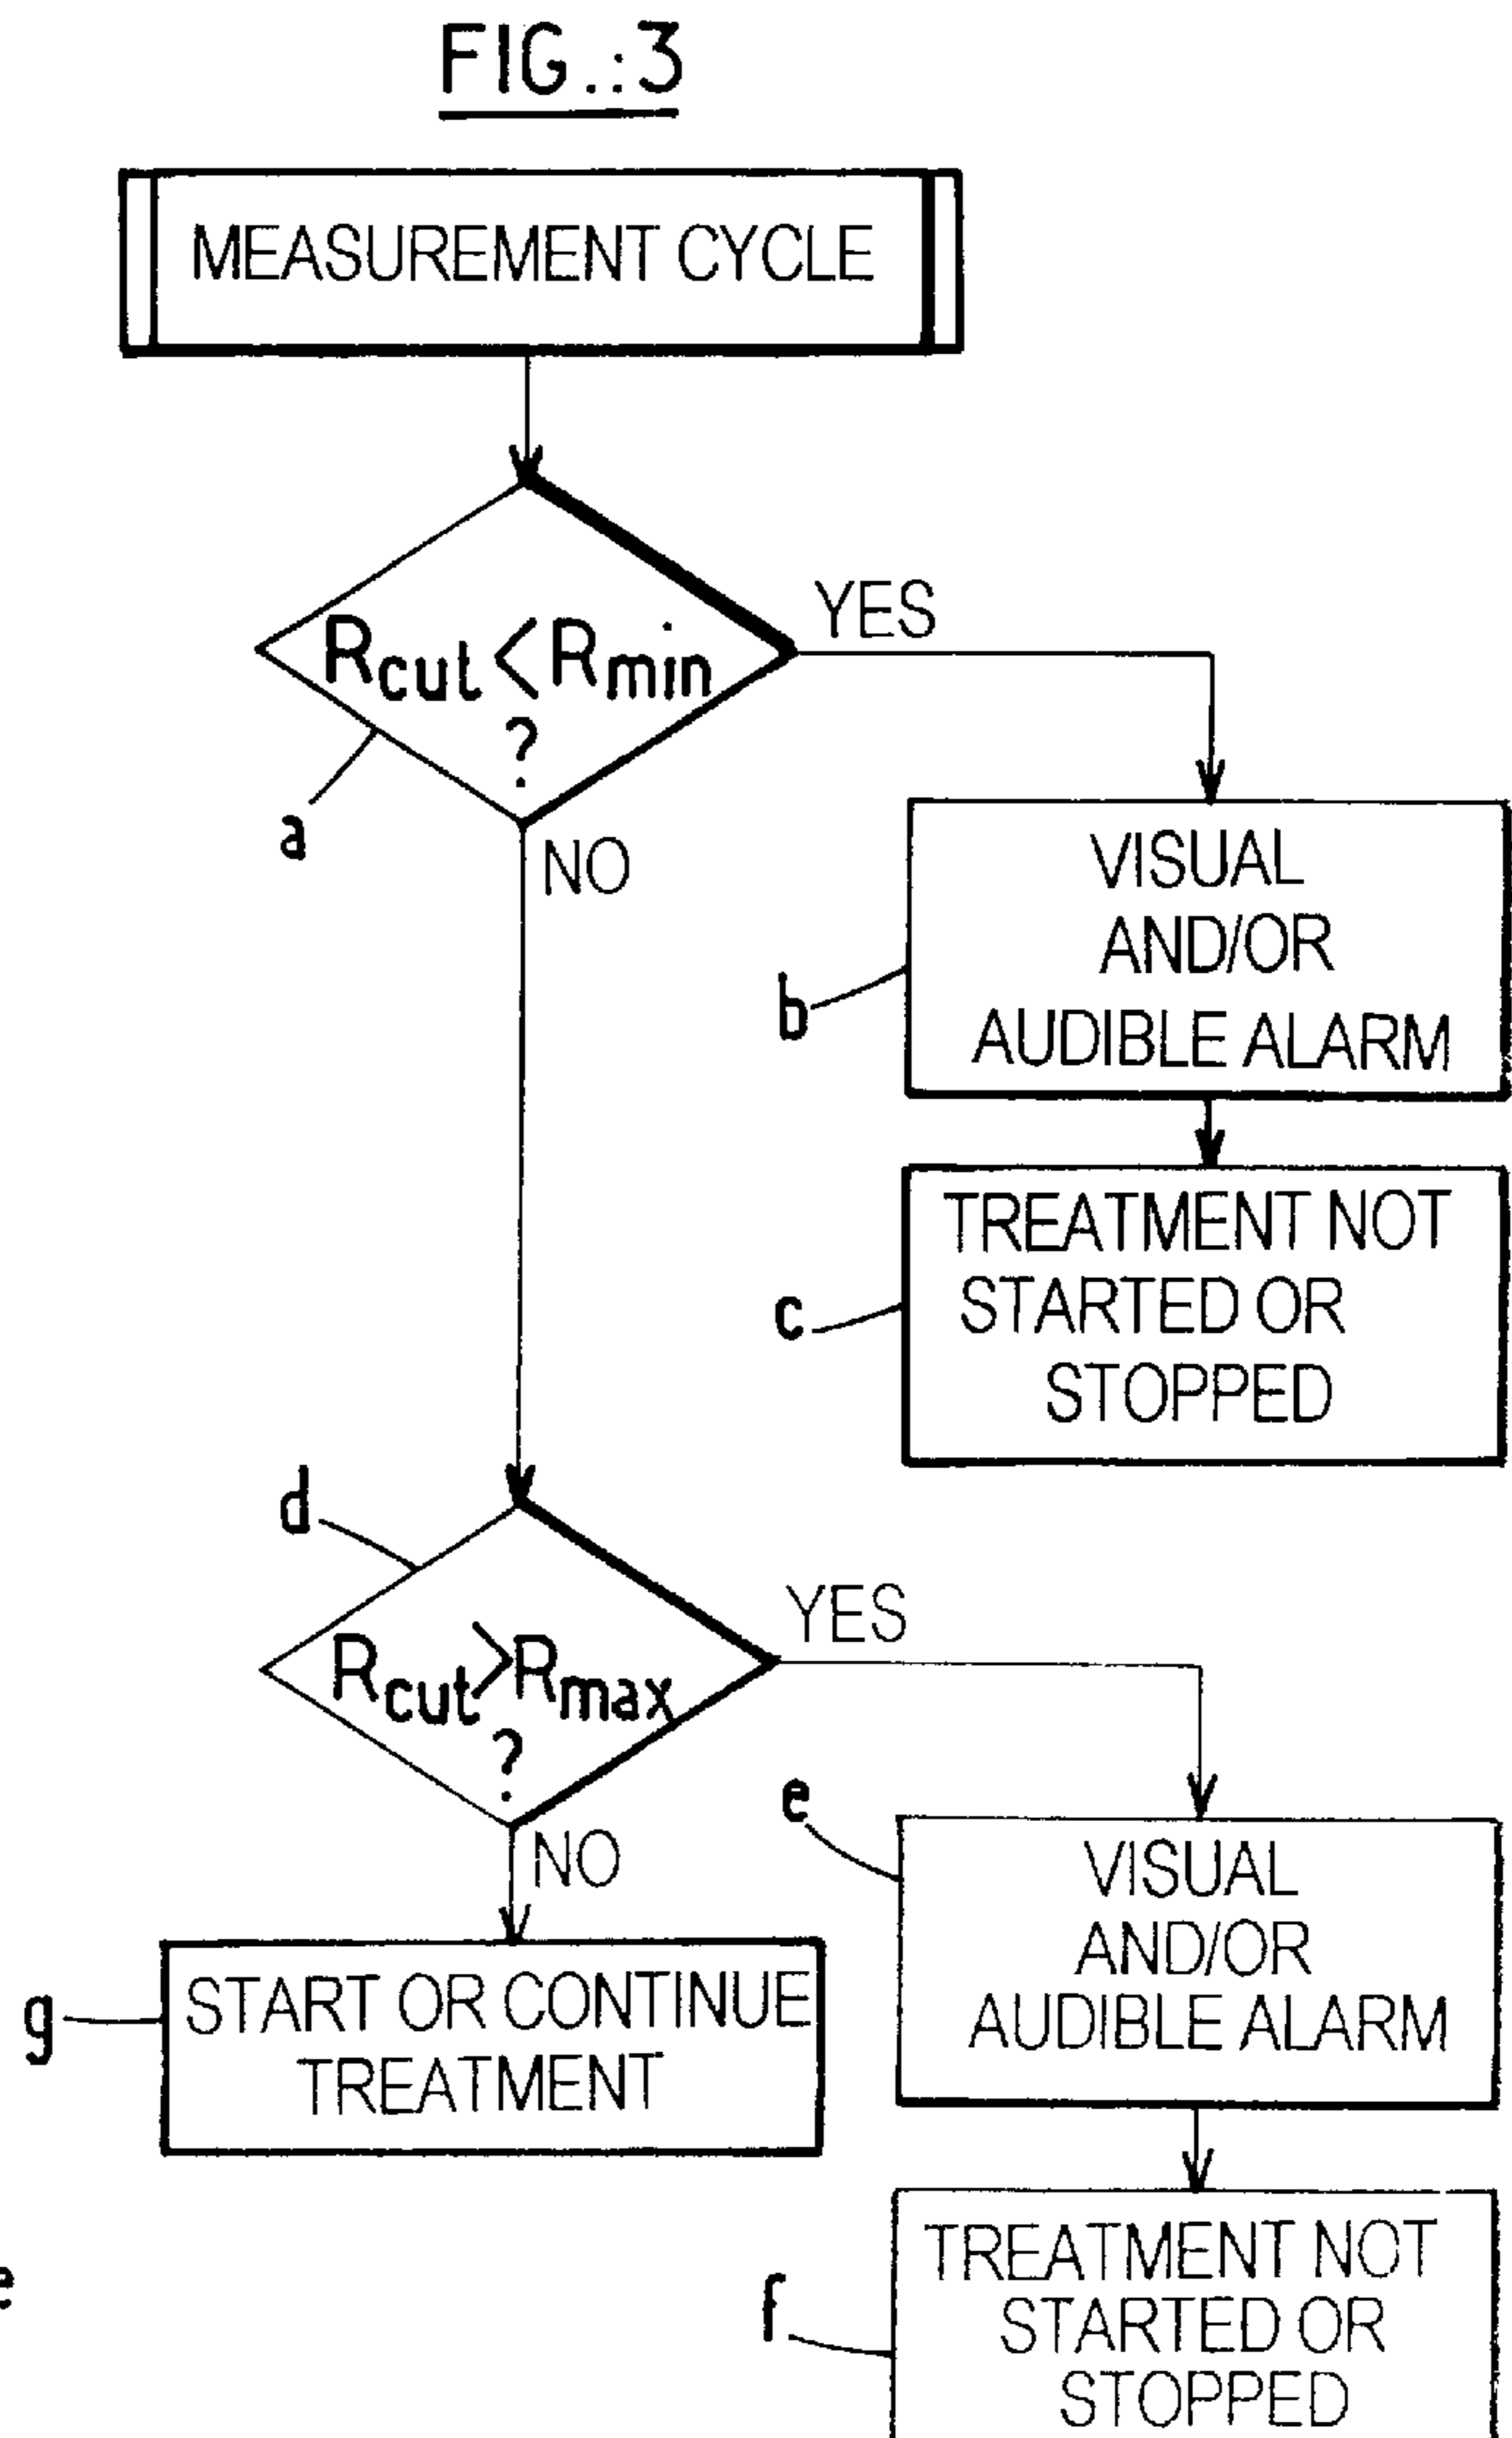 FIG.:3
MEASUREMENT CYCLE
Rcut<Rmin
?
YES
a
NO
VISUAL
AND/OR
AUDIBLE ALARM
b
TREATMENT NOT
STARTED OR
STOPPED
c
d
Rcut>Rmax
?
YES
NO
e
VISUAL
AND/OR
AUDIBLE ALARM
g
START OR CONTINUE
TREATMENT
e
f
TREATMENT NOT
STARTED OR
STOPPED